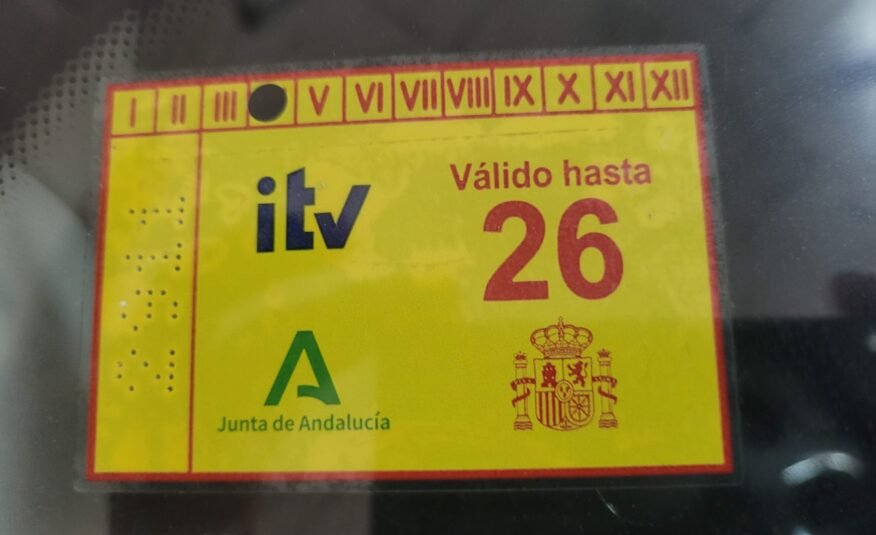 I II III V VI VII VIII IX X XI XII
itv
Válido hasta
26
Junta de Andalucía